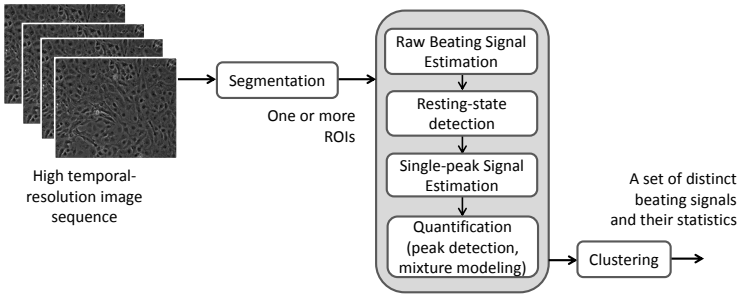 High temporal-
resolution image
sequence
Segmentation
One or more
ROIs
Raw Beating Signal
Estimation
Resting-state
detection
Single-peak Signal
Estimation
Quantification
(peak detection,
mixture modeling)
Clustering
A set of distinct
beating signals
and their statistics